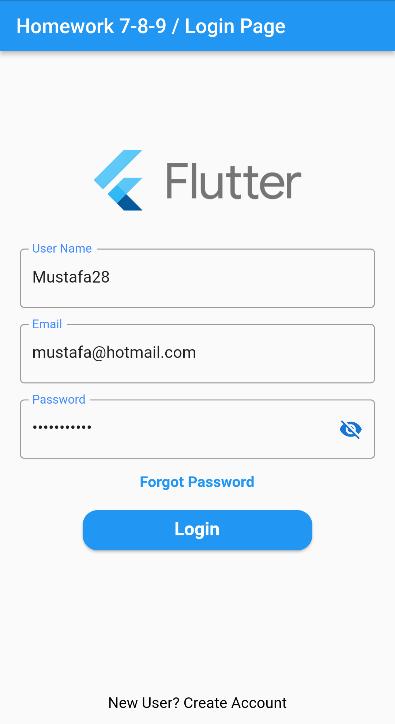 Homework 7-8-9 / Login Page
Flutter
User Name
Mustafa28
Email
mustafa@hotmail.com
Password
•••••••••••
Forgot Password
Login
New User? Create Account